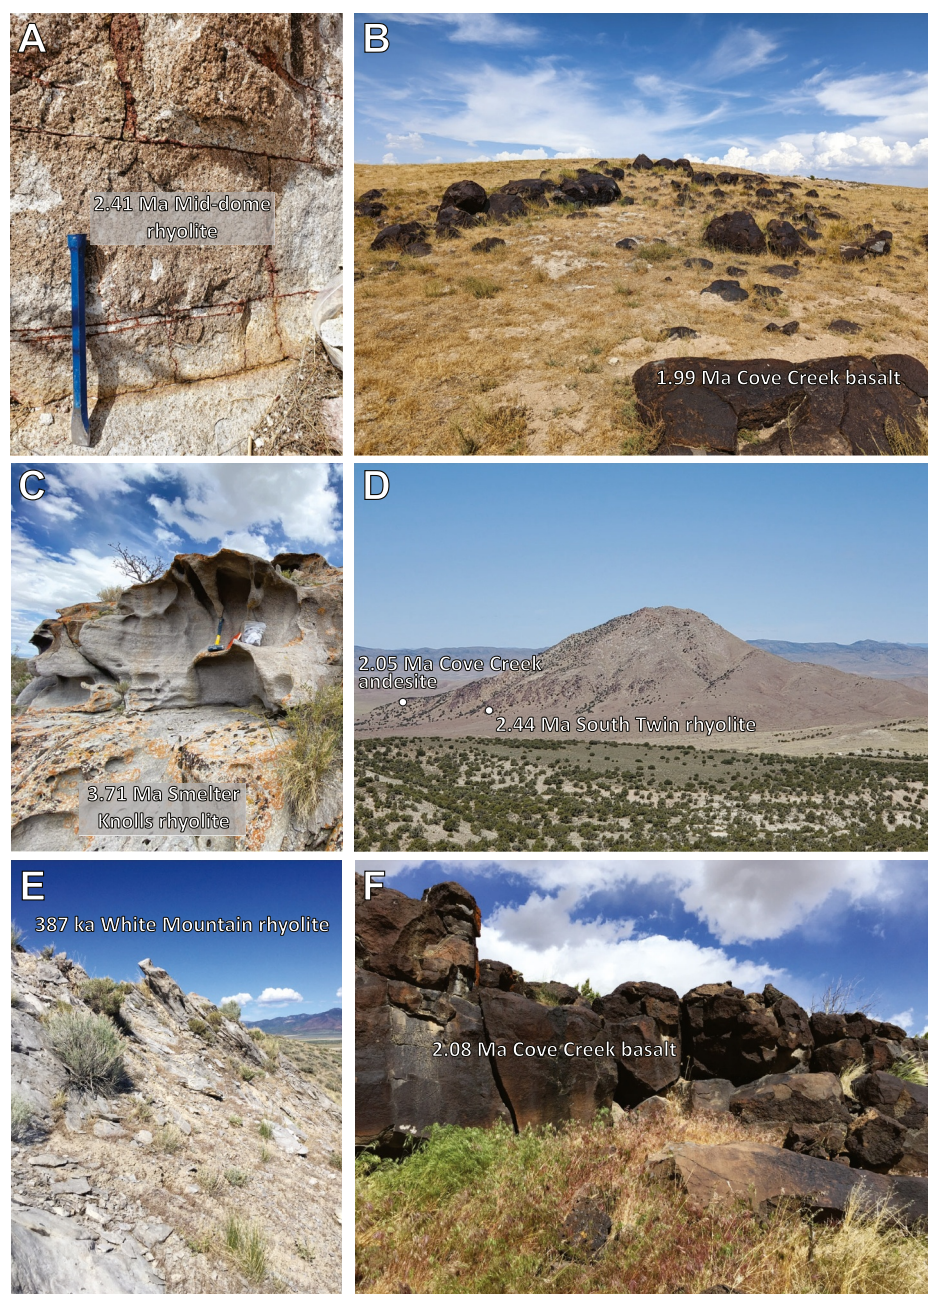 A
2.41 Ma Mid-dome
rhyolite
B
1.99 Ma Cove Creek basalt
C
3.71 Ma Smelter
Knolls rhyolite
D
2.05 Ma Cove Creek
andesite
2.44 Ma South Twin rhyolite
E
387 ka White Mountain rhyolite
F
2.08 Ma Cove Creek basalt